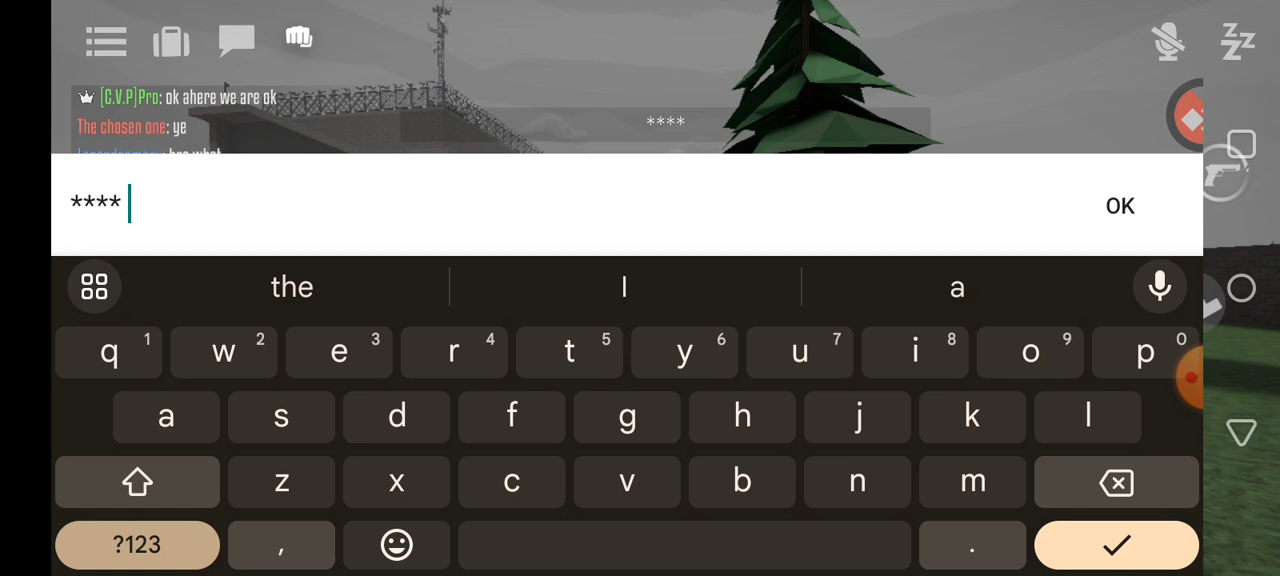 zzz
[C.V.P]Pro: ok ahere we are ok
The chosen one: ye
****
**** OK
the I a
q 1 w 2 e 3 r 4 t 5 y 6 u 7 i 8 o 9 p 0
a s d f g h j k l
z x c v b n m
?123 , .